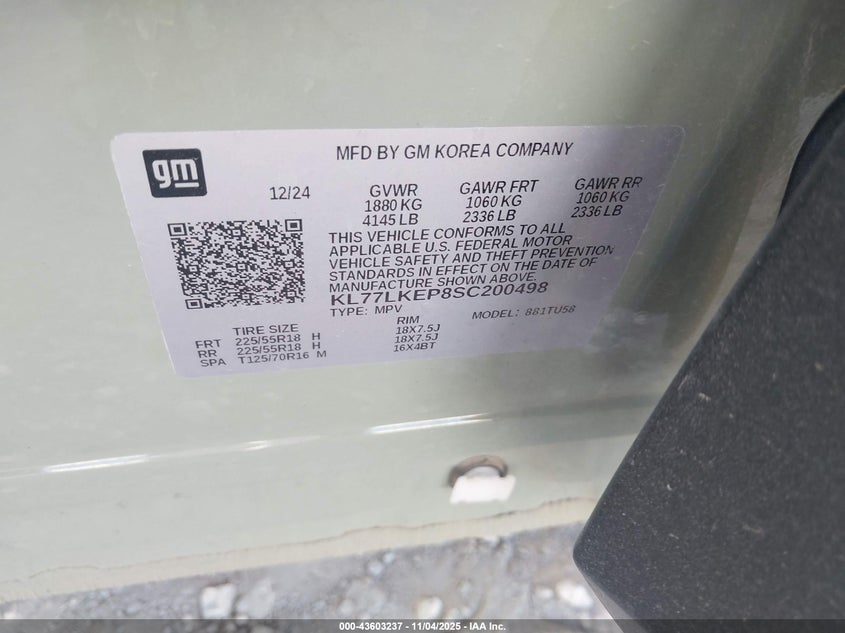 gm
MFD BY GM KOREA COMPANY
12/24
GVWR GAWR FRT GAWR RR
1880 KG 1060 KG 1060 KG
4145 LB 2336 LB 2336 LB
THIS VEHICLE CONFORMS TO ALL
APPLICABLE U.S. FEDERAL MOTOR
VEHICLE SAFETY AND THEFT PREVENTION
STANDARDS IN EFFECT ON THE DATE OF
MANUFACTURE SHOWN ABOVE.
KL77LKEP8SC200498
TYPE: MPV MODEL: 881TU58
TIRE SIZE RIM
FRT 225/55R18 H 18X7.5J
RR 225/55R18 H 18X7.5J
SPA T125/70R16 M 16X4BT
000-43603237 - 11/04/2025 - IAA Inc.